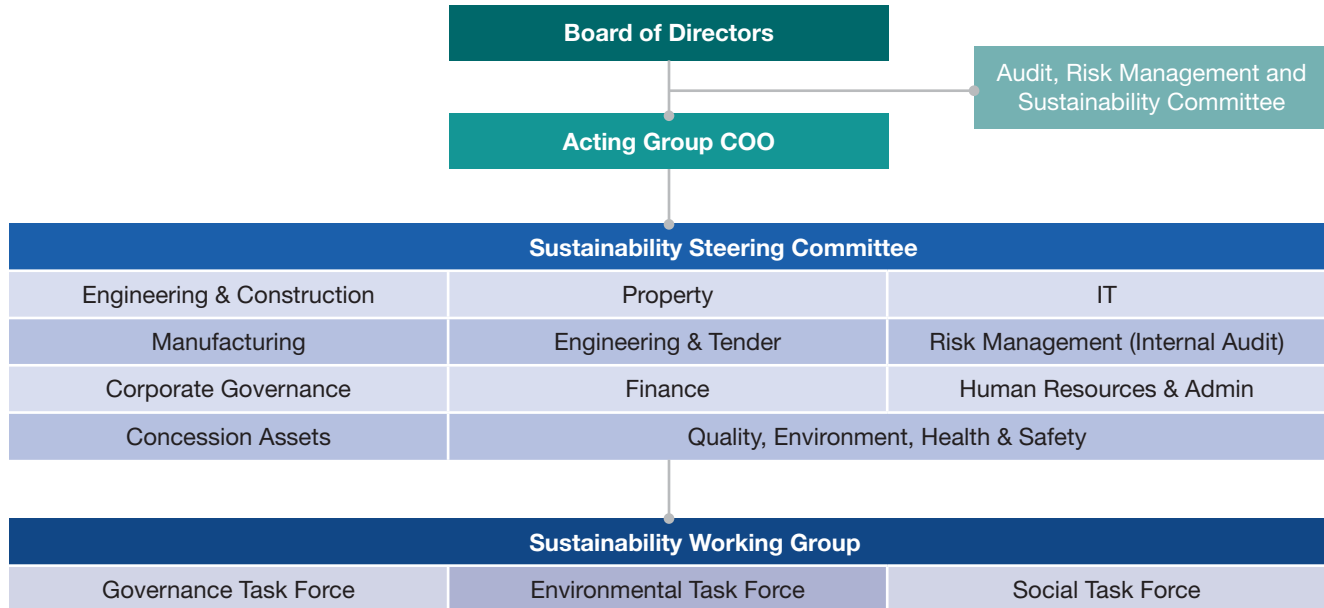 Board of Directors
Audit, Risk Management and
Sustainability Committee
Acting Group COO
Sustainability Steering Committee
Engineering & Construction
Property
IT
Manufacturing
Engineering & Tender
Risk Management (Internal Audit)
Corporate Governance
Finance
Human Resources & Admin
Concession Assets
Quality, Environment, Health & Safety
Sustainability Working Group
Governance Task Force
Environmental Task Force
Social Task Force